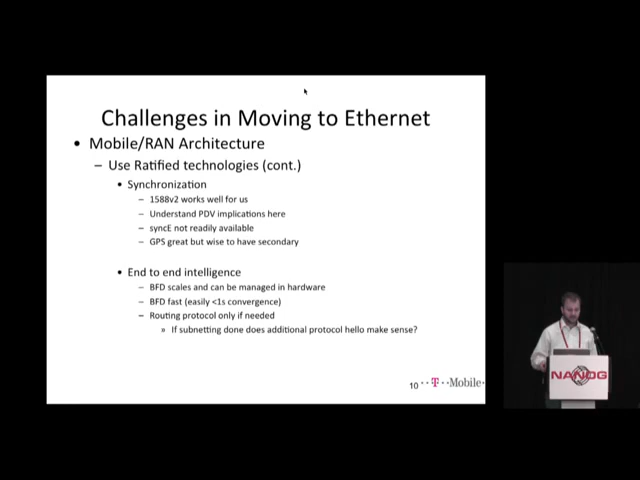 Challenges in Moving to Ethernet
• Mobile/RAN Architecture
– Use Ratified technologies (cont.)
• Synchronization
– 1588v2 works well for us
– Understand PDV implications here
– syncE not readily available
– GPS great but wise to have secondary
• End to end intelligence
– BFD scales and can be managed in hardware
– BFD fast (easily <1s convergence)
– Routing protocol only if needed
» If subnetting done does additional protocol hello make sense?
10 ··T··Mobile·
NANOG